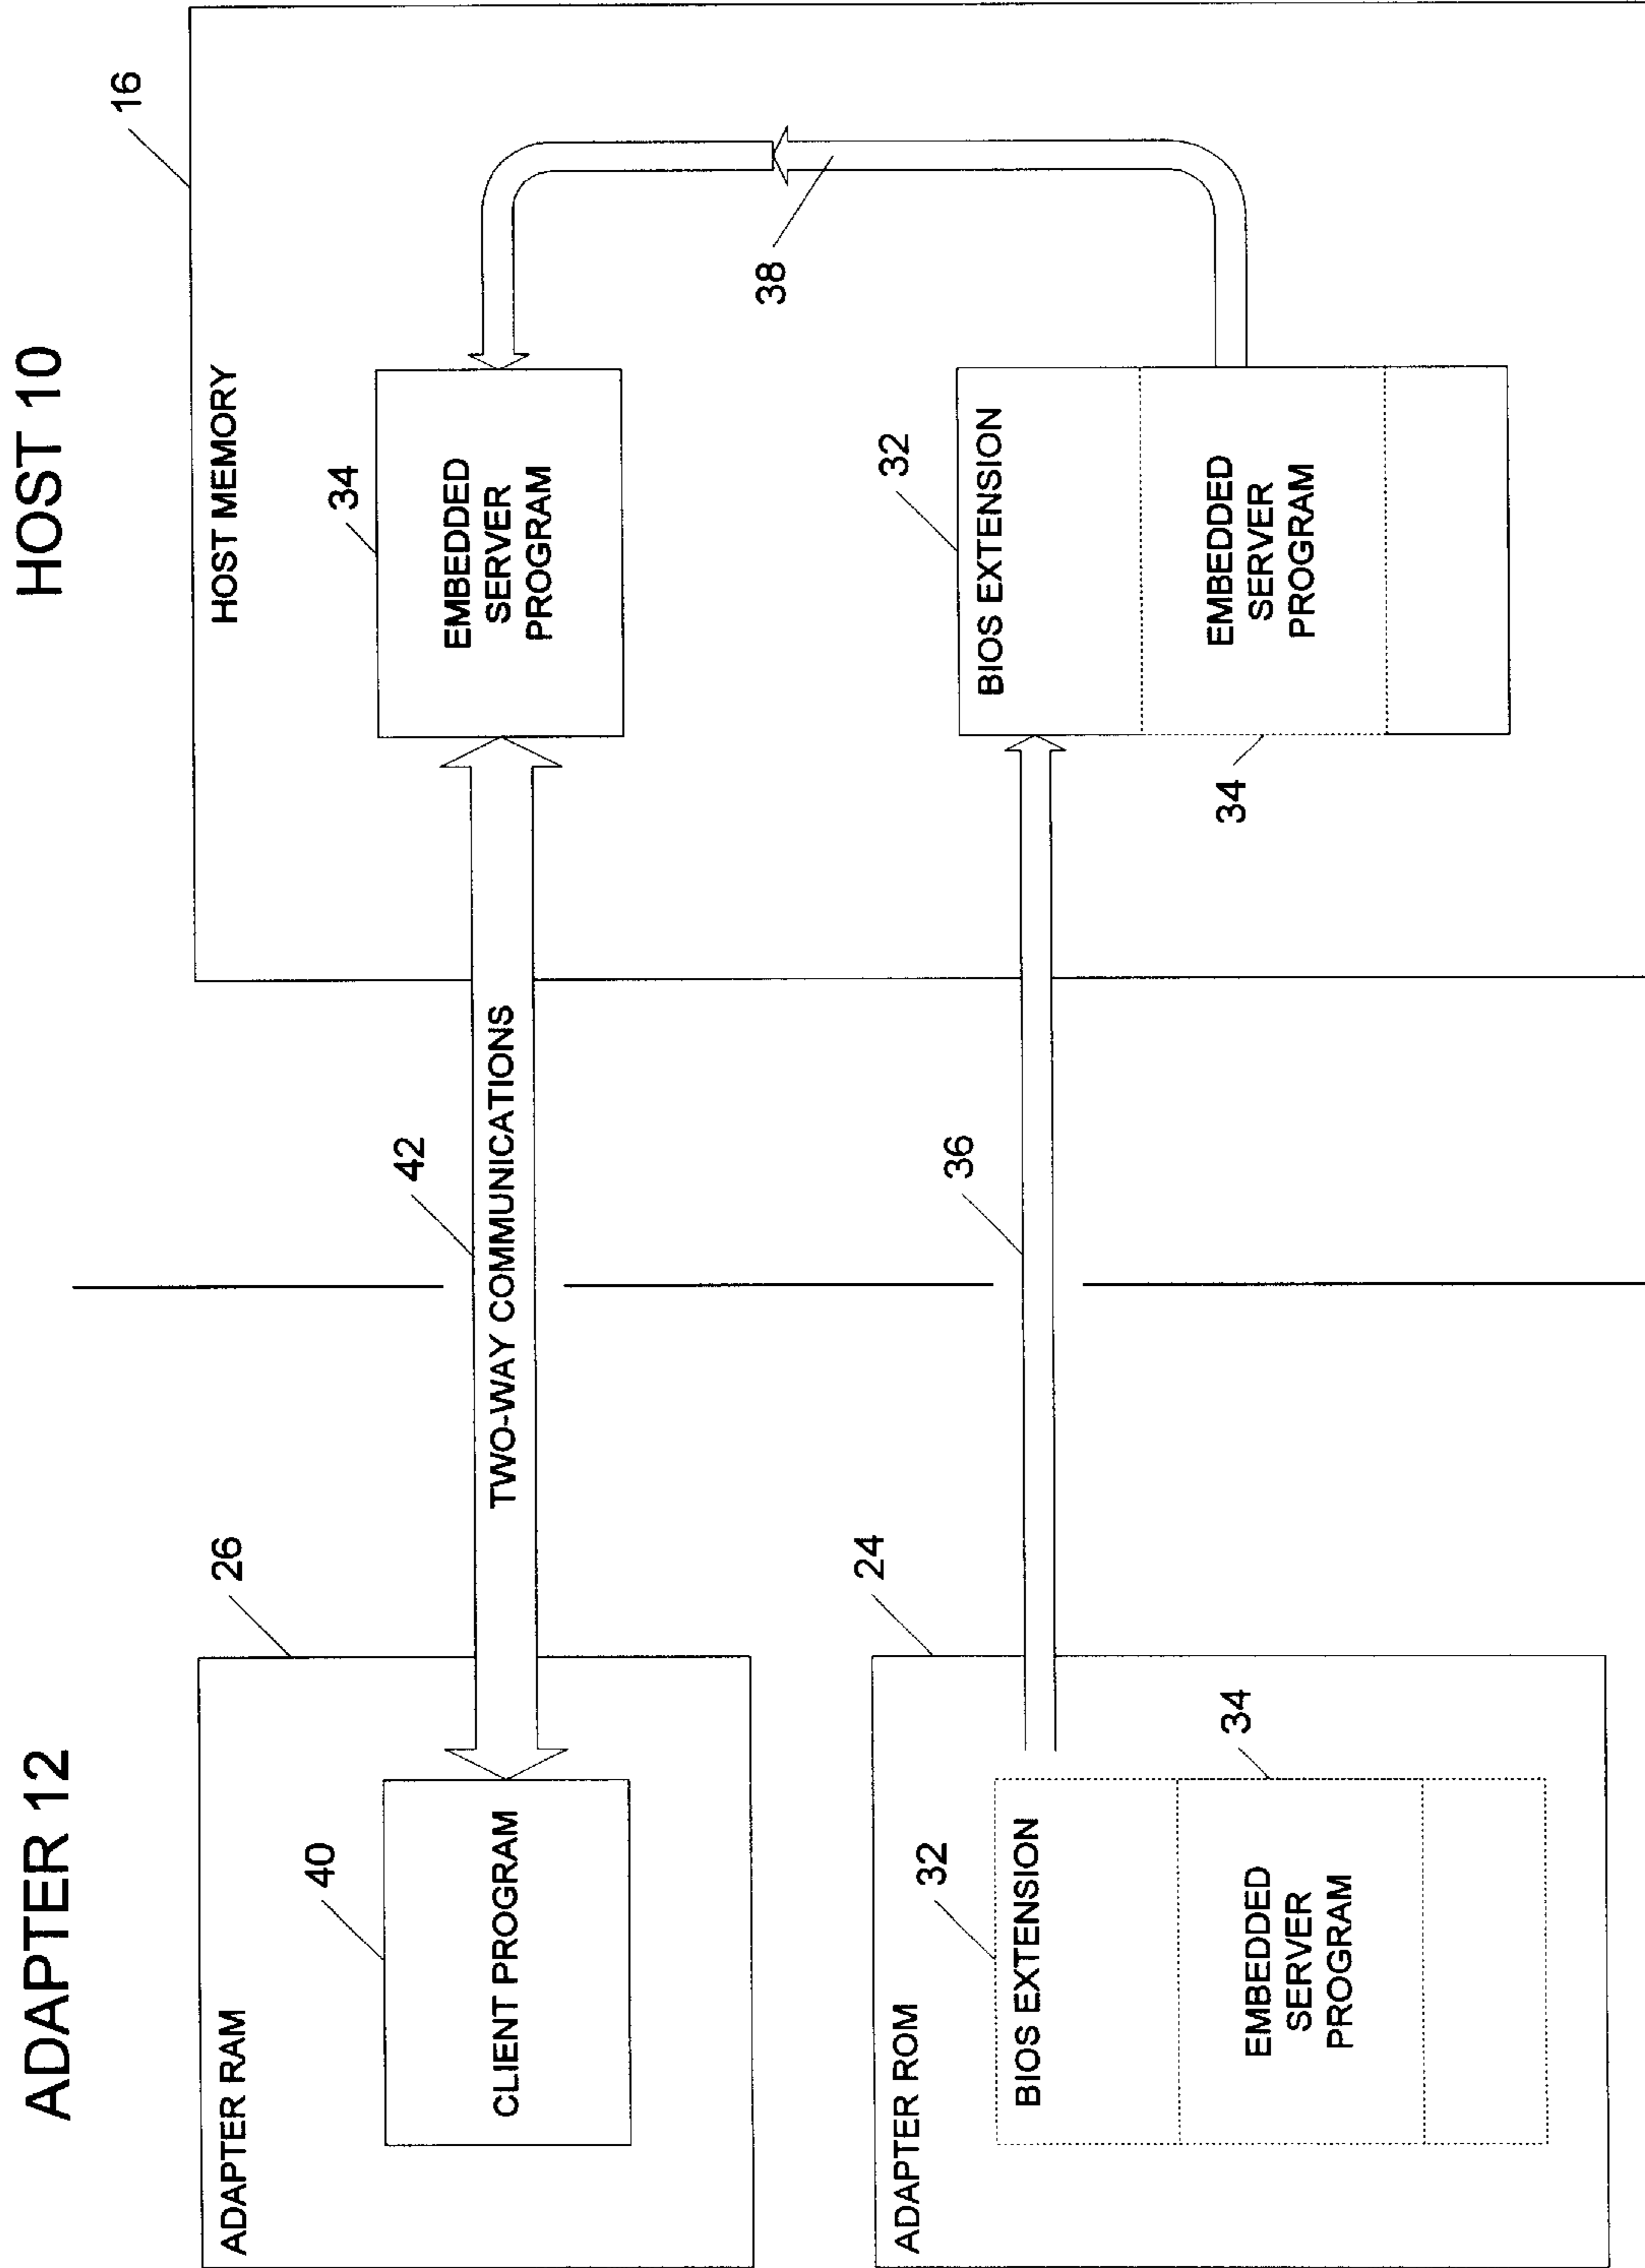 ADAPTER 12
HOST 10
ADAPTER RAM
26
40
CLIENT PROGRAM
42
TWO-WAY COMMUNICATIONS
16
HOST MEMORY
34
EMBEDDED
SERVER
PROGRAM
38
ADAPTER ROM
24
32
BIOS EXTENSION
34
EMBEDDED
SERVER
PROGRAM
36
32
BIOS EXTENSION
34
EMBEDDED
SERVER
PROGRAM